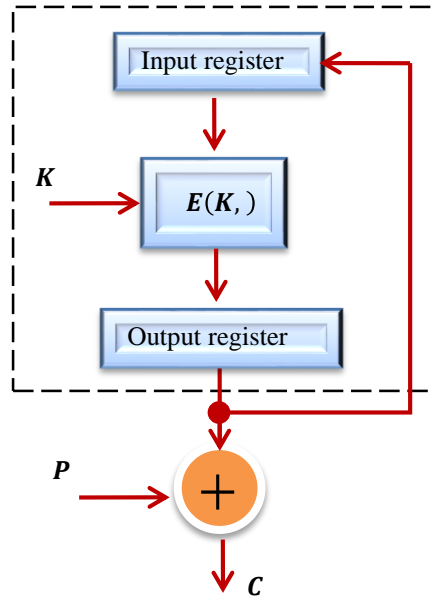 Input register
K
E(K, )
Output register
P
+
C